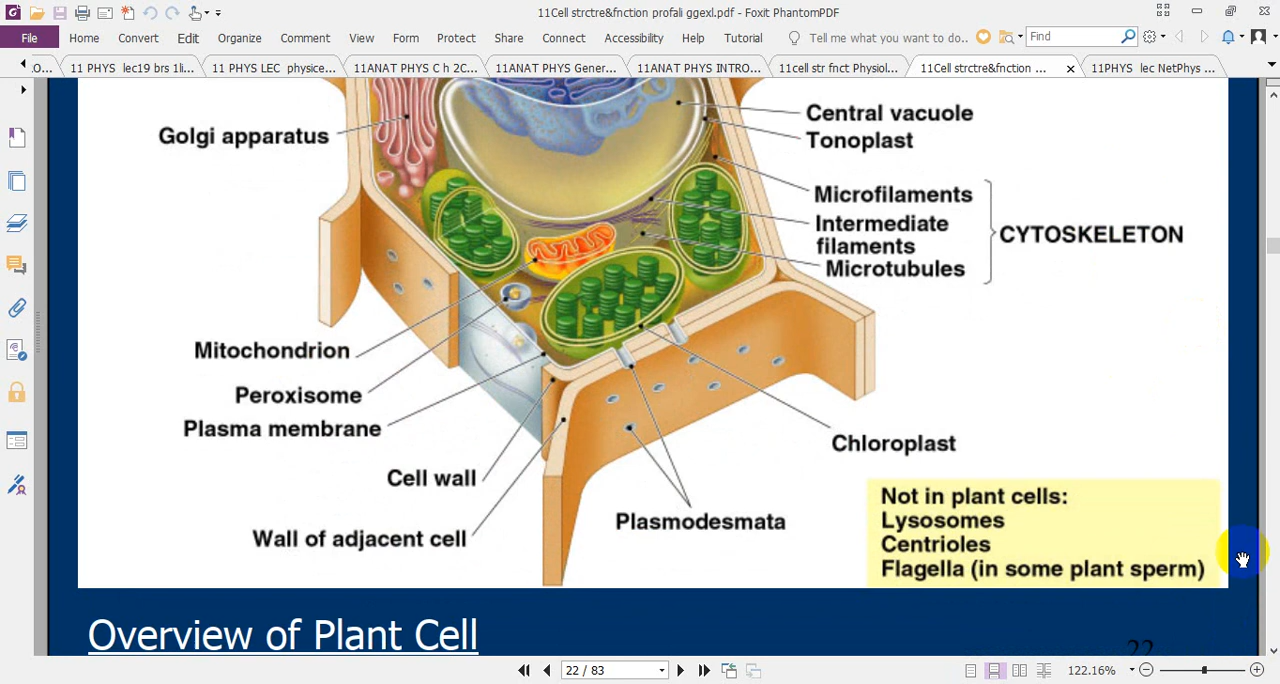 11Cell strctre&fnction profali ggexl.pdf - Foxit PhantomPDF
File Home Convert Edit Organize Comment View Form Protect Share Connect Accessibility Help Tutorial Tell me what you want to do.. Find
O... 11 PHYS lec19 brs 1li... 11 PHYS LEC physice... 11ANAT PHYS C h 2C... 11ANAT PHYS Gener... 11ANAT PHYS INTRO... 11cell str fnct Physiol... 11Cell strctre&fnction ... 11PHYS lec NetPhys ...
Golgi apparatus
Central vacuole
Tonoplast
Microfilaments
Intermediate
filaments
Microtubules
CYTOSKELETON
Mitochondrion
Peroxisome
Plasma membrane
Cell wall
Wall of adjacent cell
Plasmodesmata
Chloroplast
Not in plant cells:
Lysosomes
Centrioles
Flagella (in some plant sperm)
Overview of Plant Cell
22
22 / 83
122.16%